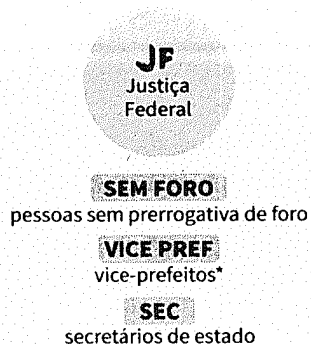 JF
Justiça
Federal
SEM FORO
pessoas sem prerrogativa de foro
VICE PREF
vice-prefeitos*
SEC
secretários de estado